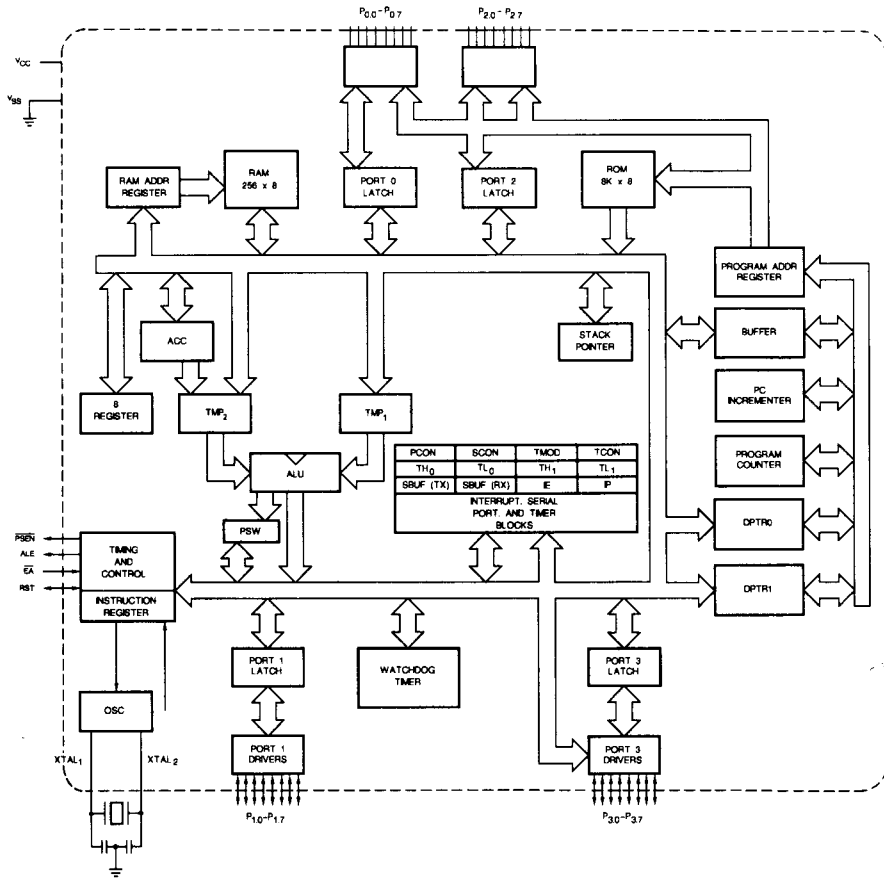 P0.0-P0.7
P2.0-P2.7
VCC
VSS
RAM ADDR
REGISTER
RAM
256 x 8
PORT 0
LATCH
PORT 2
LATCH
ROM
8K x 8
PROGRAM ADDR
REGISTER
BUFFER
PC
INCREMENTER
PROGRAM
COUNTER
DPTR0
DPTR1
STACK
POINTER
ACC
B
REGISTER
TMP2
TMP1
ALU
PSW
PCON SCON TMOD TCON
TH0 TL0 TH1 TL1
SBUF (TX) SBUF (RX) IE IP
INTERRUPT, SERIAL
PORT, AND TIMER
BLOCKS
PSEN
ALE
EA
RST
TIMING
AND
CONTROL
INSTRUCTION
REGISTER
OSC
XTAL1
XTAL2
PORT 1
LATCH
WATCHDOG
TIMER
PORT 3
LATCH
PORT 1
DRIVERS
PORT 3
DRIVERS
P1.0-P1.7
P3.0-P3.7